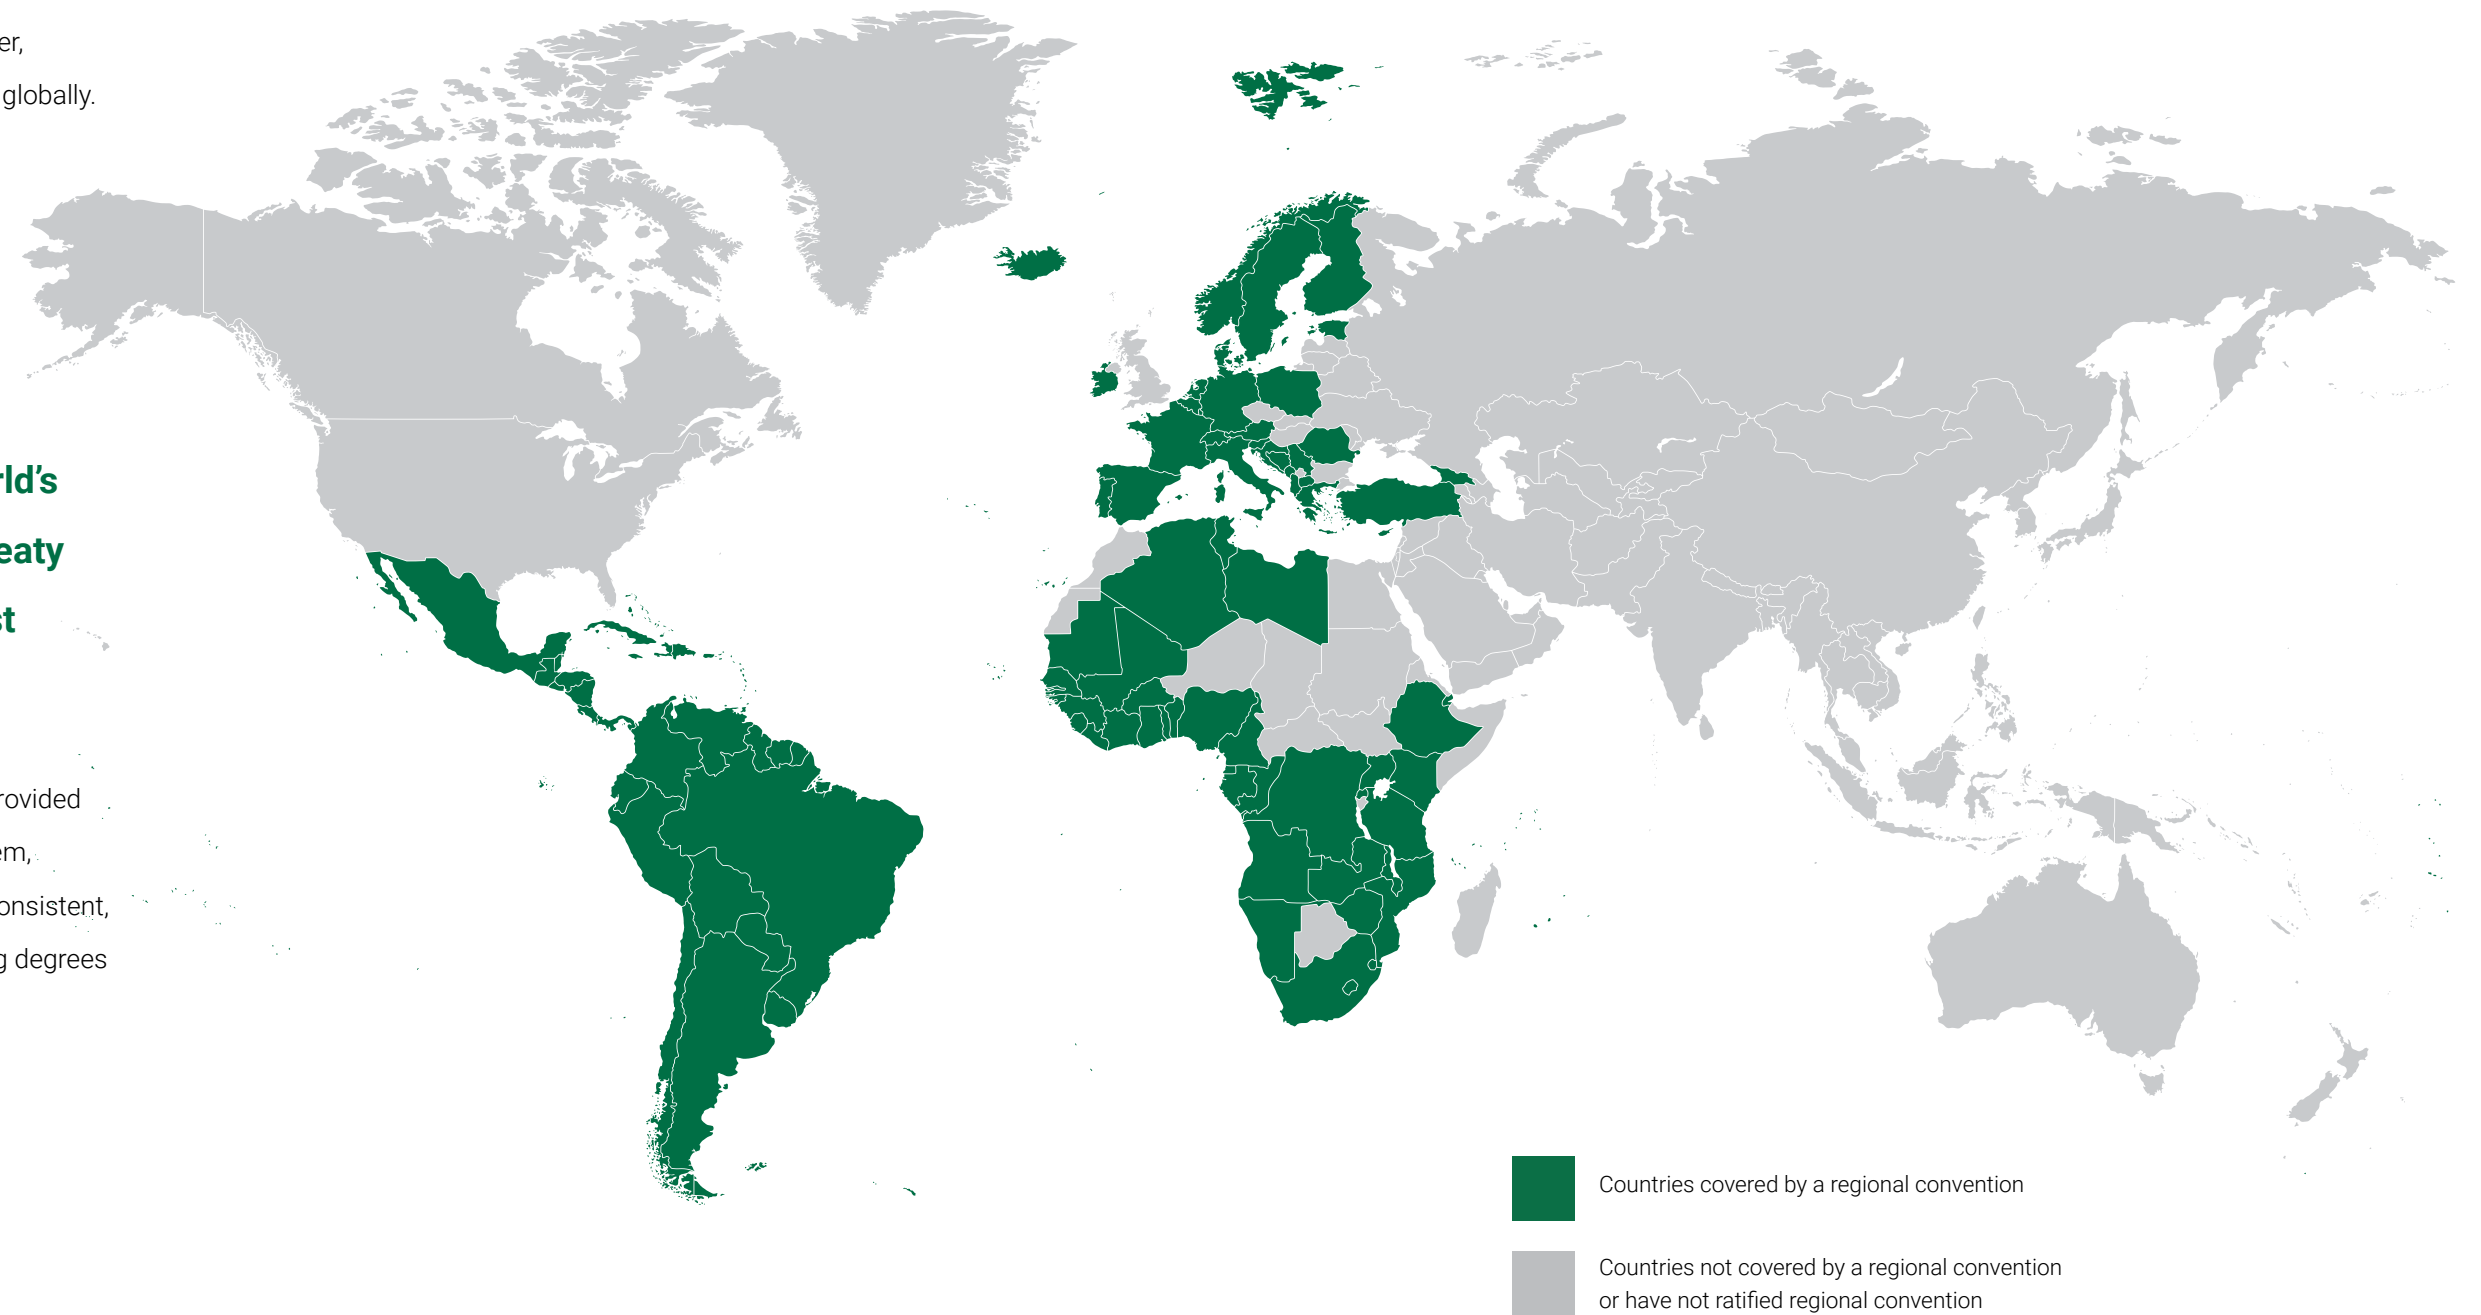 er,
globally.
rld's
eaty
st
rovided
em,
onsistent,
g degrees
Countries covered by a regional convention
Countries not covered by a regional convention
or have not ratified regional convention